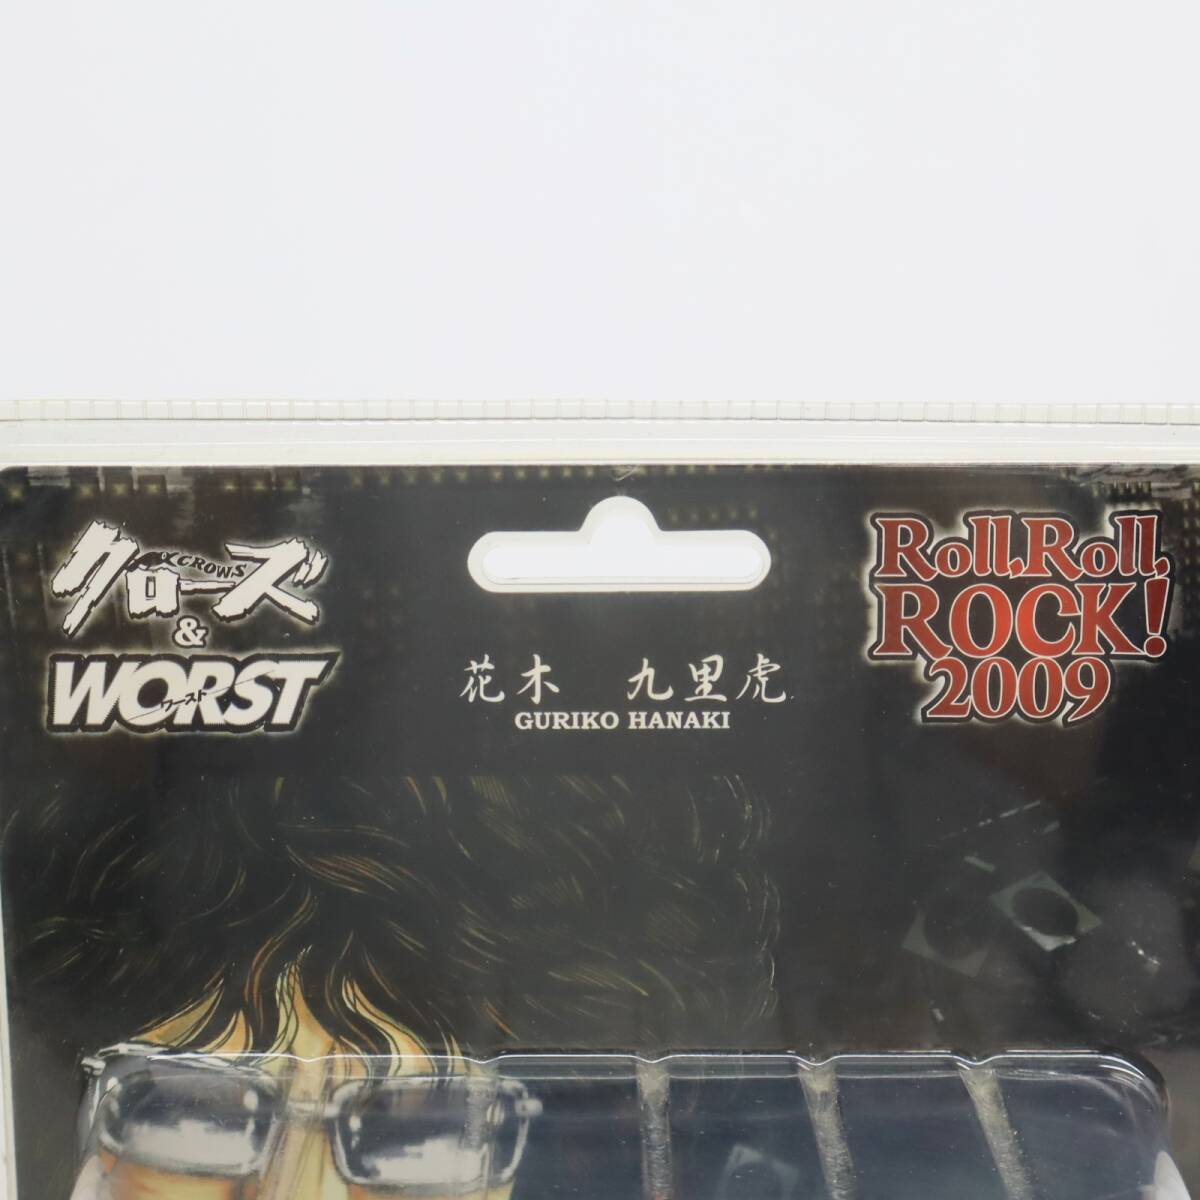 クローズ
CROWS
&
WORST
ワースト
花木 九里虎
GURIKO HANAKI
Roll, Roll,
ROCK!
2009